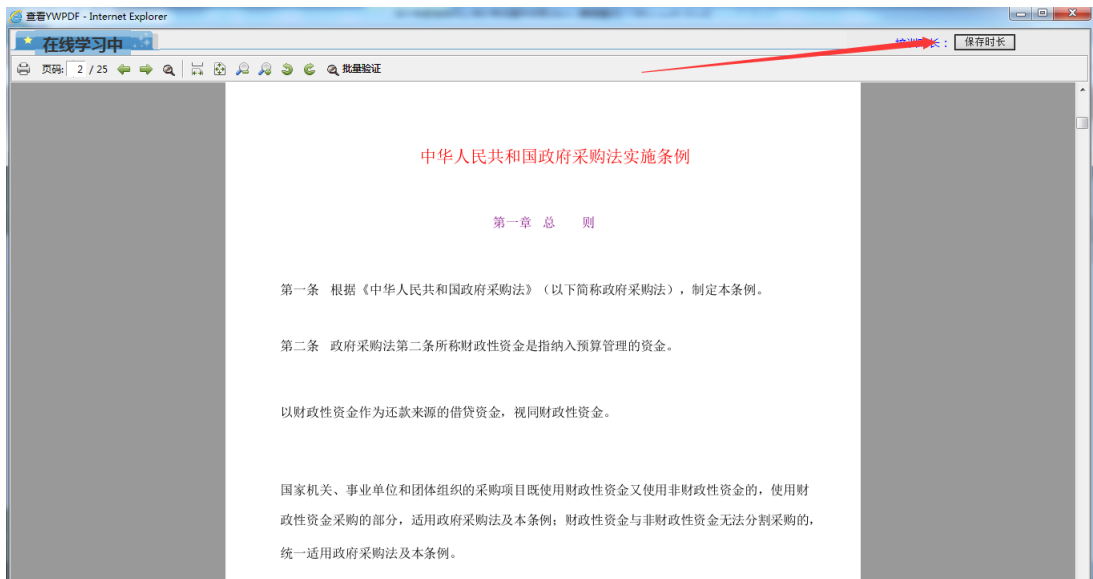 查看YWPDF - Internet Explorer
在线学习中
保存时长
页码: 2 / 25 批量验证
中华人民共和国政府采购法实施条例
第一章 总 则
第一条 根据《中华人民共和国政府采购法》（以下简称政府采购法），制定本条例。
第二条 政府采购法第二条所称财政性资金是指纳入预算管理的资金。
以财政性资金作为还款来源的借贷资金，视同财政性资金。
国家机关、事业单位和团体组织的采购项目既使用财政性资金又使用非财政性资金的，使用财
政性资金采购的部分，适用政府采购法及本条例；财政性资金与非财政性资金无法分割采购的，
统一适用政府采购法及本条例。